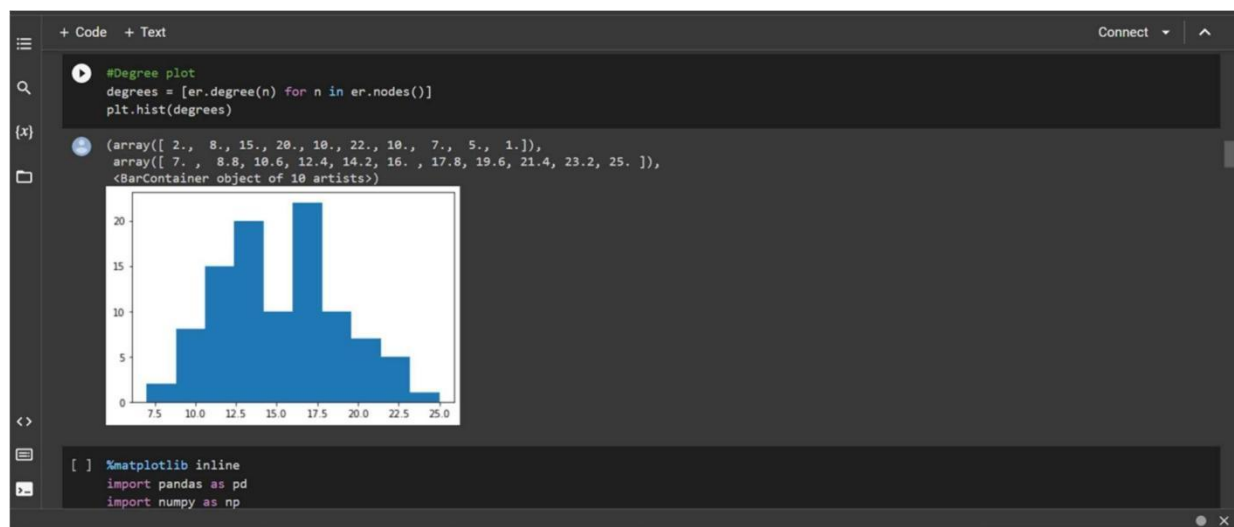 + Code + Text
Connect
#Degree plot
degrees = [er.degree(n) for n in er.nodes()]
plt.hist(degrees)
{x}
(array([ 2., 8., 15., 20., 10., 22., 10., 7., 5., 1.]),
array([ 7. , 8.8, 10.6, 12.4, 14.2, 16. , 17.8, 19.6, 21.4, 23.2, 25. ]),
<BarContainer object of 10 artists>)
20
15
10
5
0
7.5 10.0 12.5 15.0 17.5 20.0 22.5 25.0
[ ] %matplotlib inline
import pandas as pd
import numpy as np